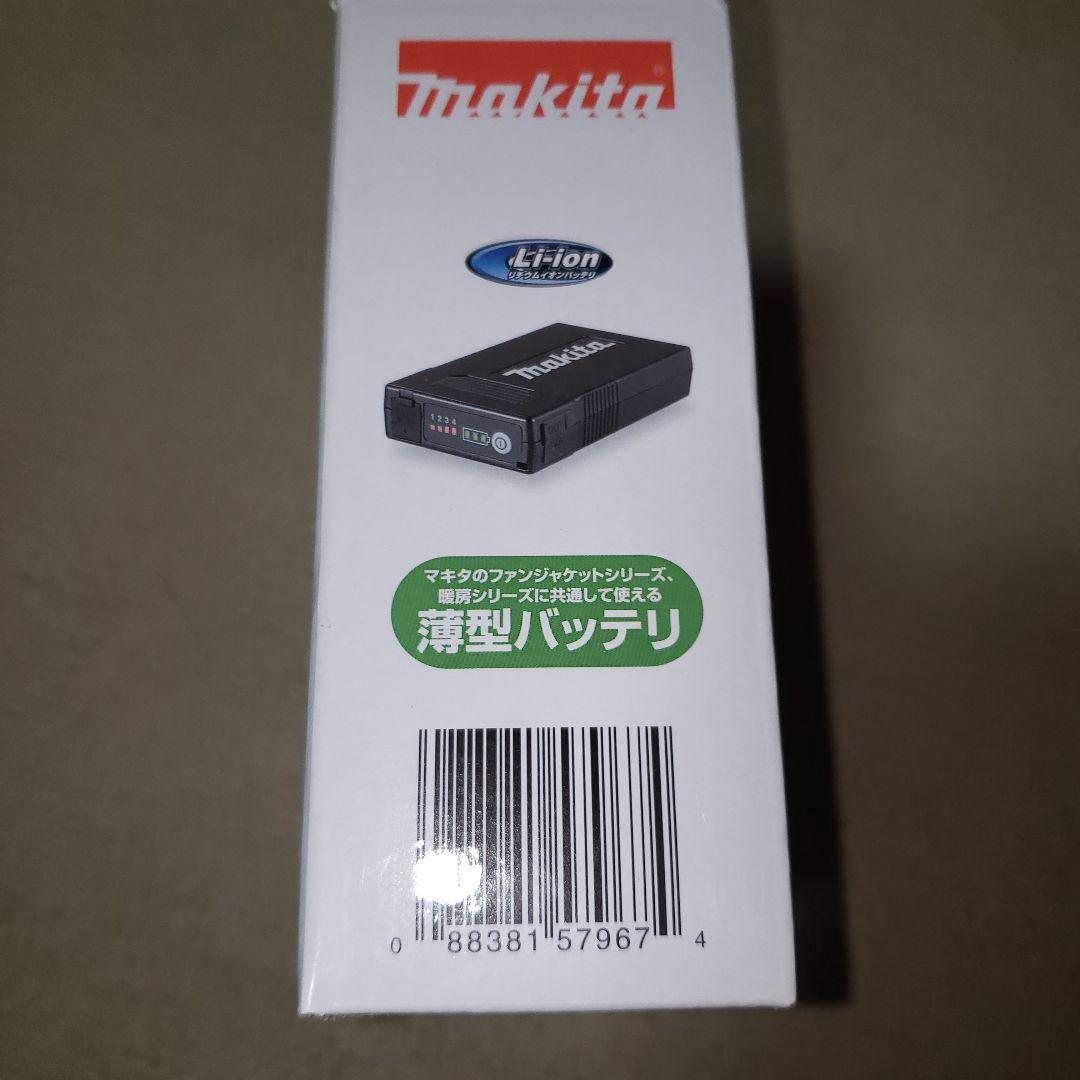 makita
Li-ion
リチウムイオンバッテリ
makita
1 2 3 4
マキタのファンジャケットシリーズ、
暖房シリーズに共通して使える
薄型バッテリ
0 88381 57967 4